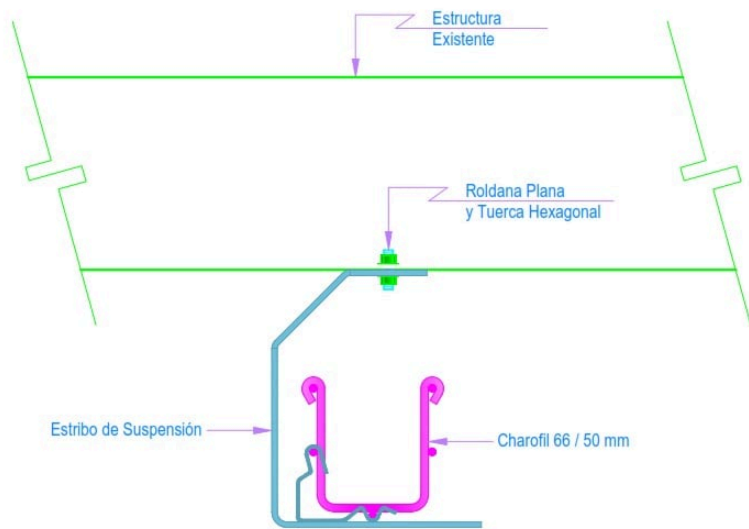 Estructura
Existente
Roldana Plana
y Tuerca Hexagonal
Estribo de Suspensión
Charofil 66 / 50 mm